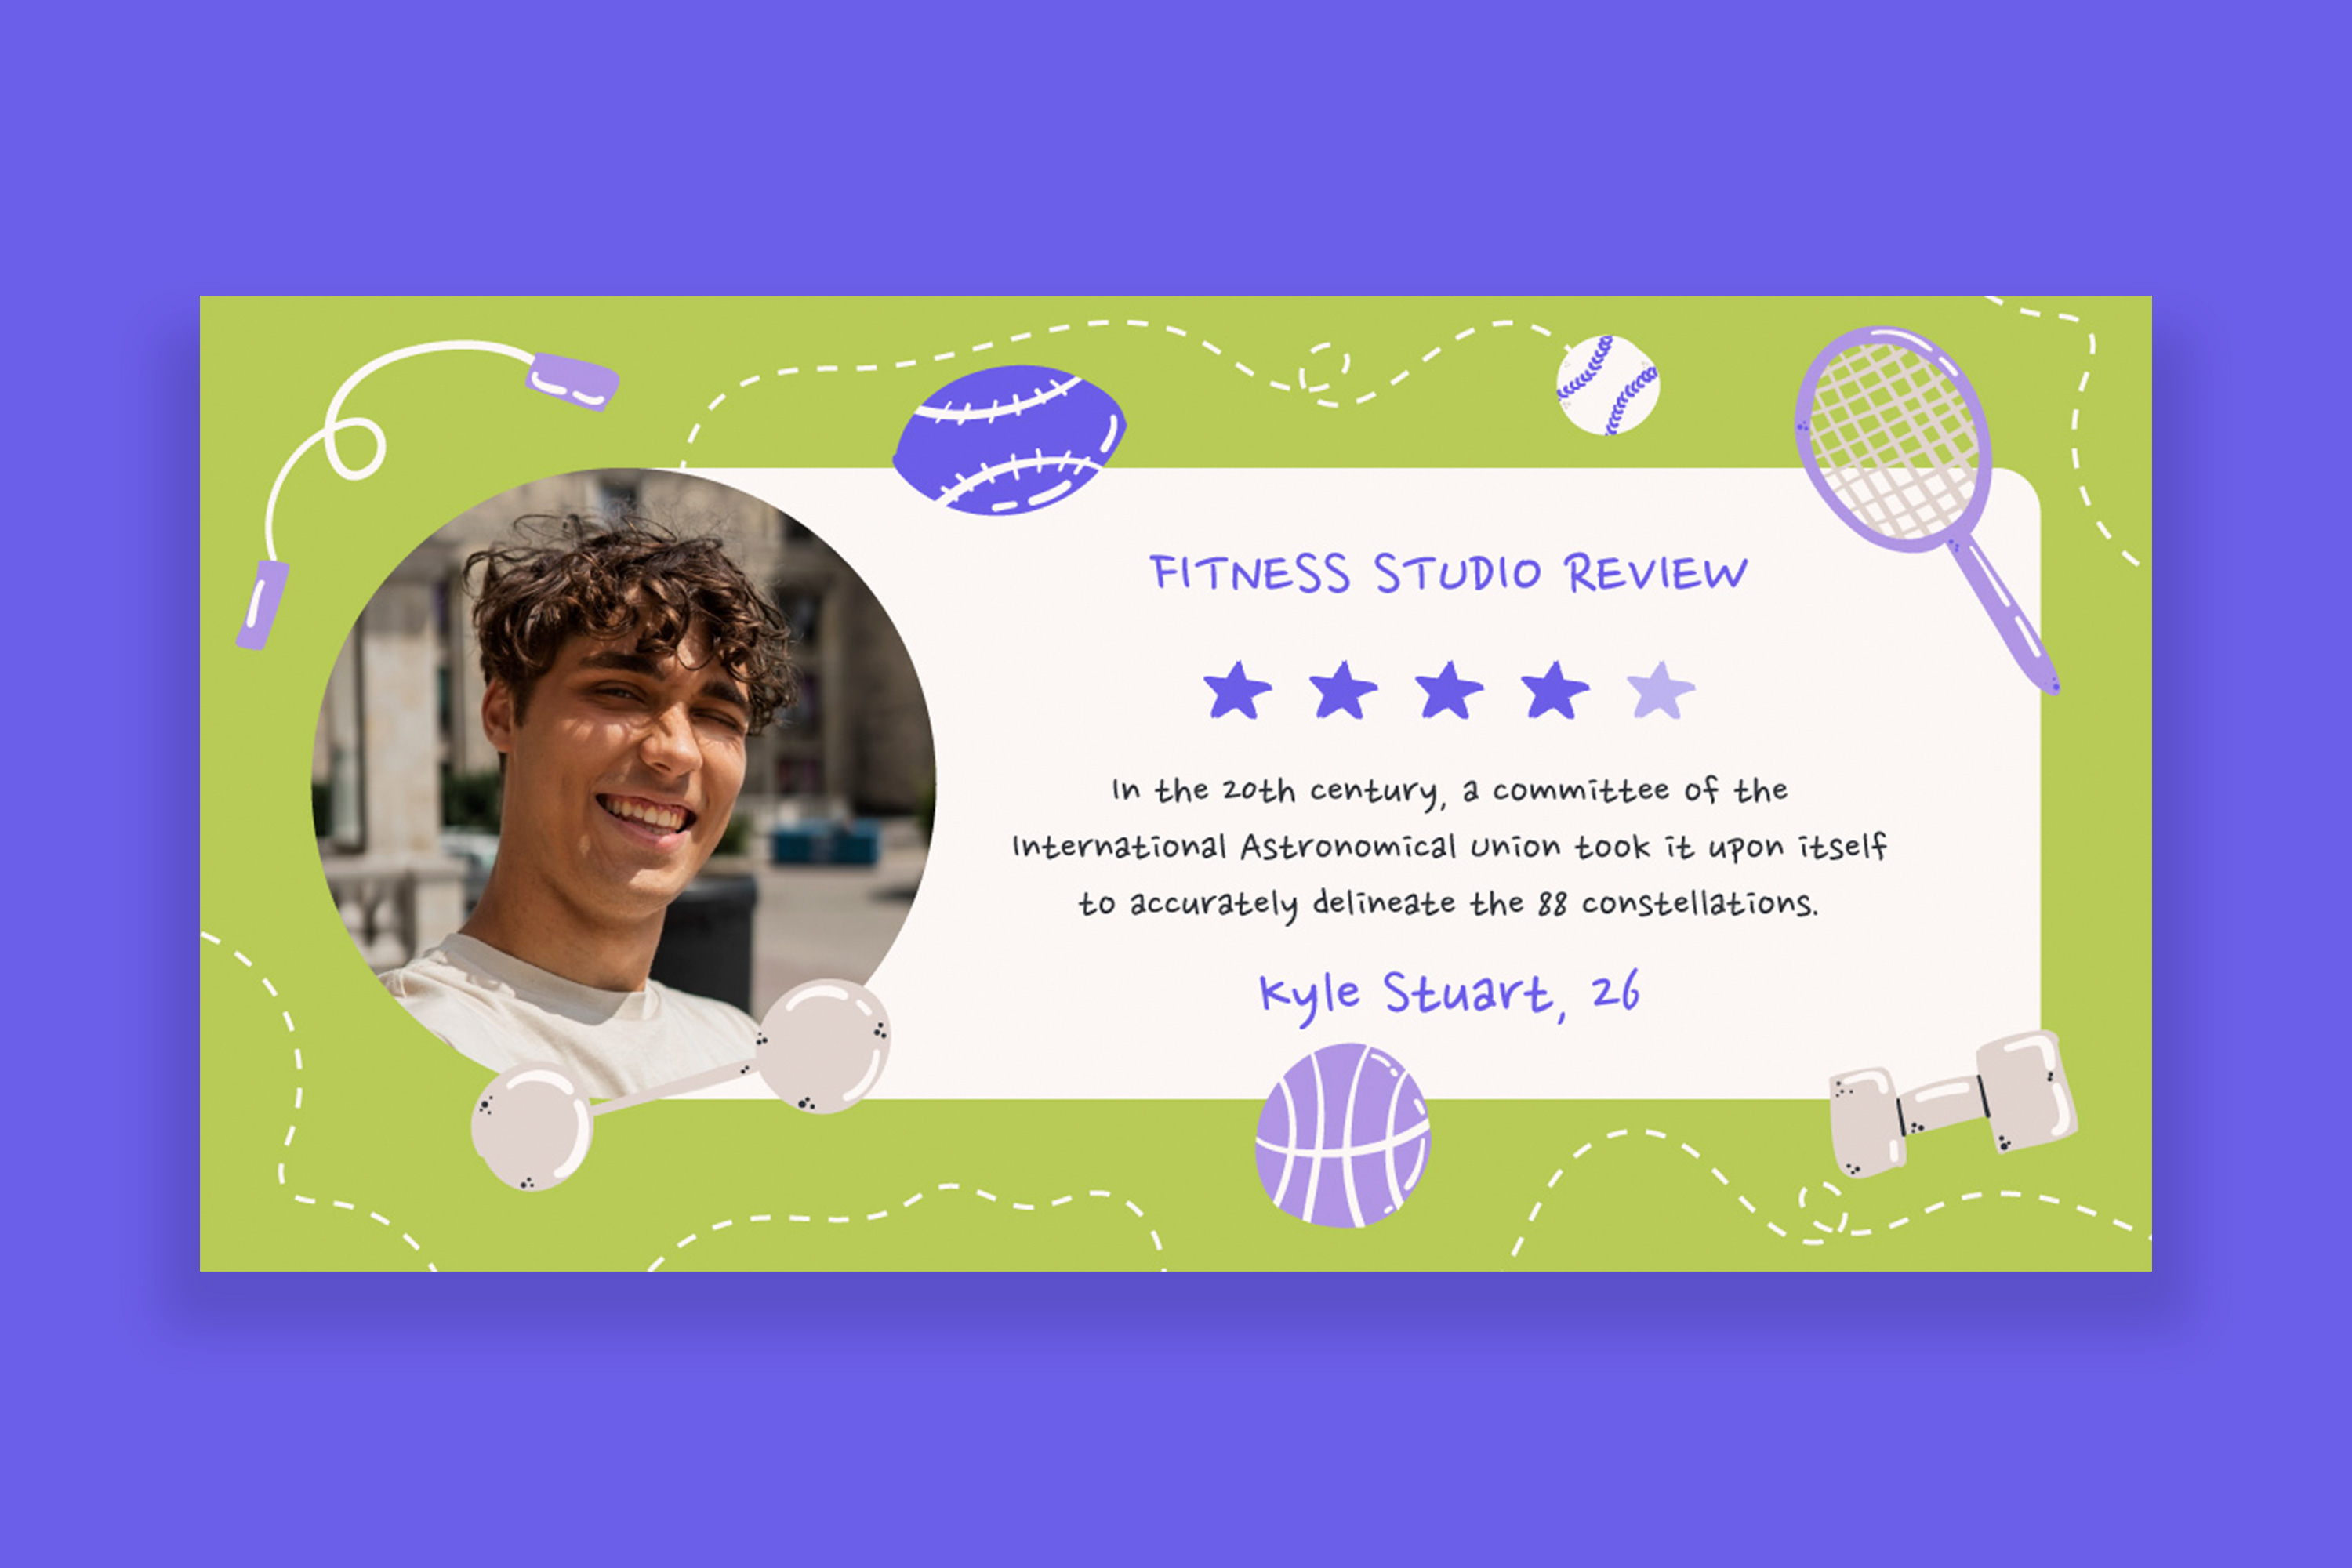 FITNESS STUDIO REVIEW
In the 20th century, a committee of the
International Astronomical Union took it upon itself
to accurately delineate the 88 constellations.
Kyle Stuart, 26